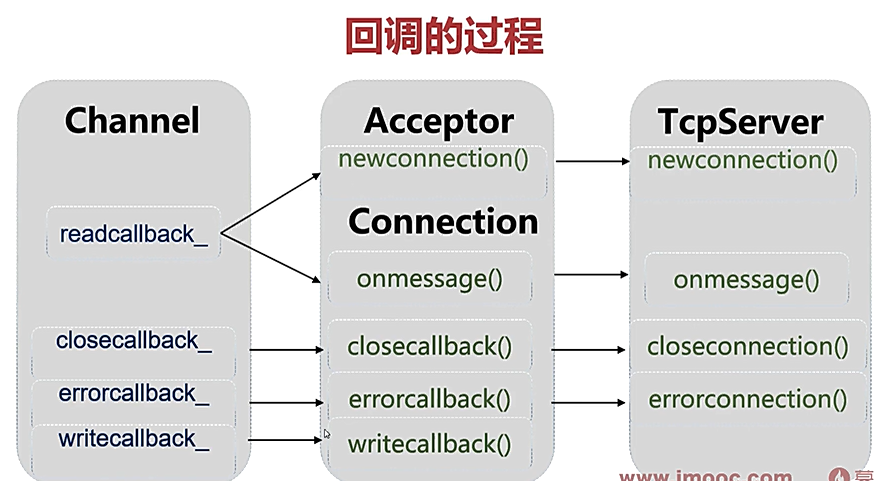 回调的过程
Channel
readcallback_
closecallback_
errorcallback_
writecallback_
Acceptor
newconnection()
Connection
onmessage()
closecallback()
errorcallback()
writecallback()
TcpServer
newconnection()
onmessage()
closeconnection()
errorconnection()
www.imooc.com